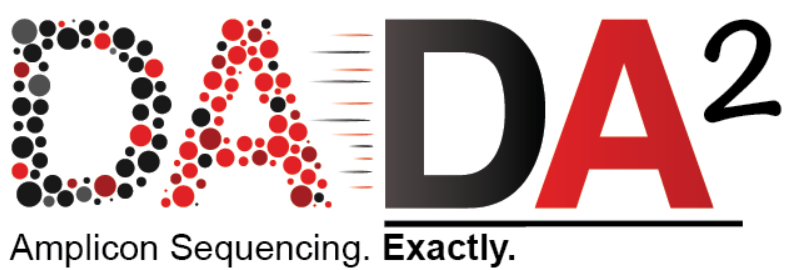 DADA2
Amplicon Sequencing. Exactly.